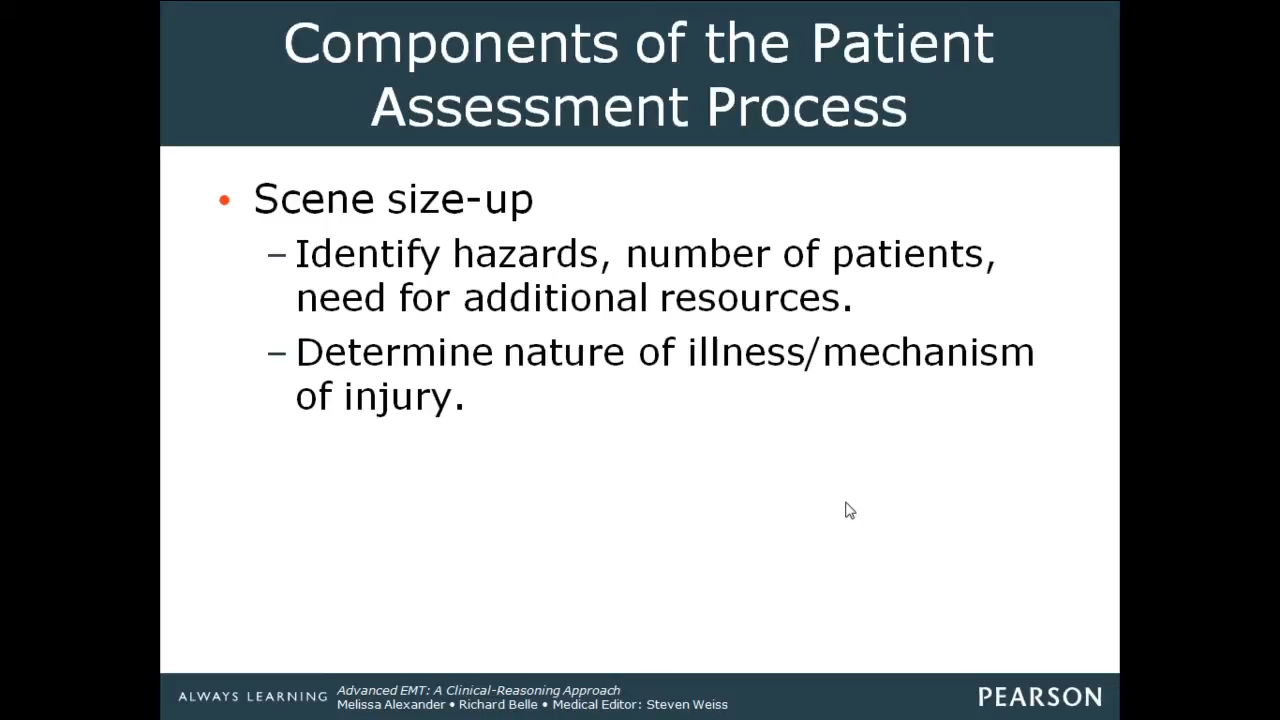 Components of the Patient
Assessment Process
• Scene size-up
– Identify hazards, number of patients,
need for additional resources.
– Determine nature of illness/mechanism
of injury.
ALWAYS LEARNING
Advanced EMT: A Clinical-Reasoning Approach
Melissa Alexander • Richard Belle • Medical Editor: Steven Weiss
PEARSON